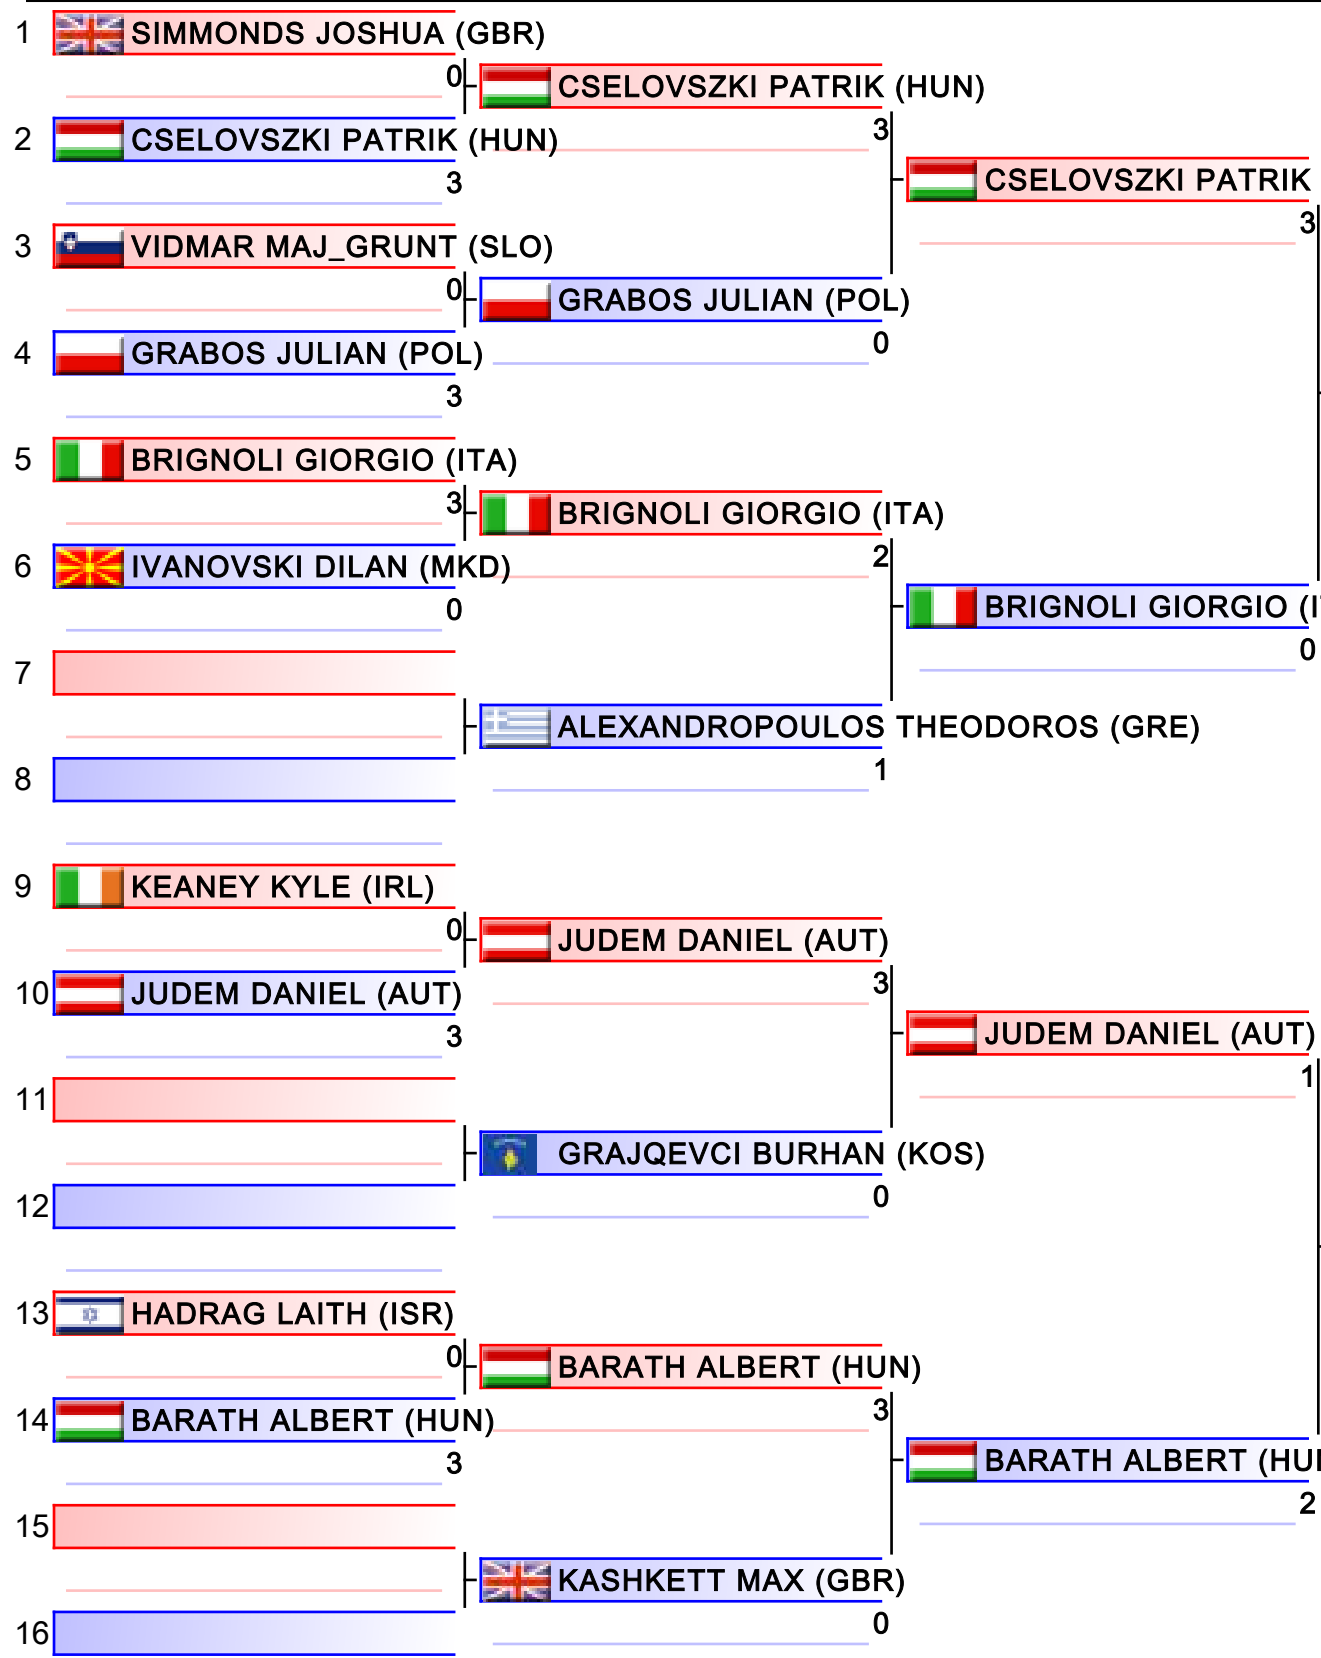 1 SIMMONDS JOSHUA (GBR)
0
CSELOVSZKI PATRIK (HUN)
3
2 CSELOVSZKI PATRIK (HUN)
3
CSELOVSZKI PATRIK
3
3 VIDMAR MAJ_GRUNT (SLO)
0
GRABOS JULIAN (POL)
0
4 GRABOS JULIAN (POL)
3
5 BRIGNOLI GIORGIO (ITA)
3
BRIGNOLI GIORGIO (ITA)
2
6 IVANOVSKI DILAN (MKD)
0
BRIGNOLI GIORGIO (I
0
7
ALEXANDROPOULOS THEODOROS (GRE)
1
8
9 KEANEY KYLE (IRL)
0
JUDEM DANIEL (AUT)
3
10 JUDEM DANIEL (AUT)
3
JUDEM DANIEL (AUT)
1
11
GRAJQEVCI BURHAN (KOS)
0
12
13 HADRAG LAITH (ISR)
0
BARATH ALBERT (HUN)
3
14 BARATH ALBERT (HUN)
3
BARATH ALBERT (HU
2
15
KASHKETT MAX (GBR)
0
16